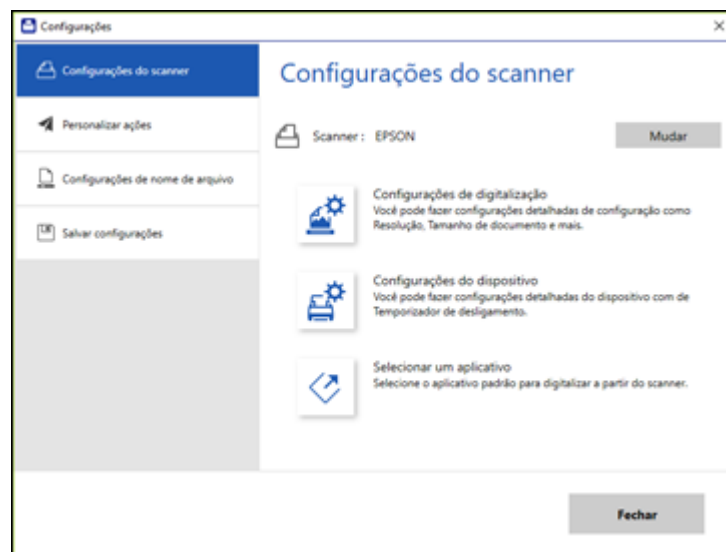 Configurações
Configurações do scanner
Personalizar ações
Configurações de nome de arquivo
Salvar configurações
Configurações do scanner
Scanner : EPSON
Mudar
Configurações de digitalização
Você pode fazer configurações detalhadas de configuração como
Resolução, Tamanho de documento e mais.
Configurações do dispositivo
Você pode fazer configurações detalhadas do dispositivo com de
Temporizador de desligamento.
Selecionar um aplicativo
Selecione o aplicativo padrão para digitalizar a partir do scanner.
Fechar